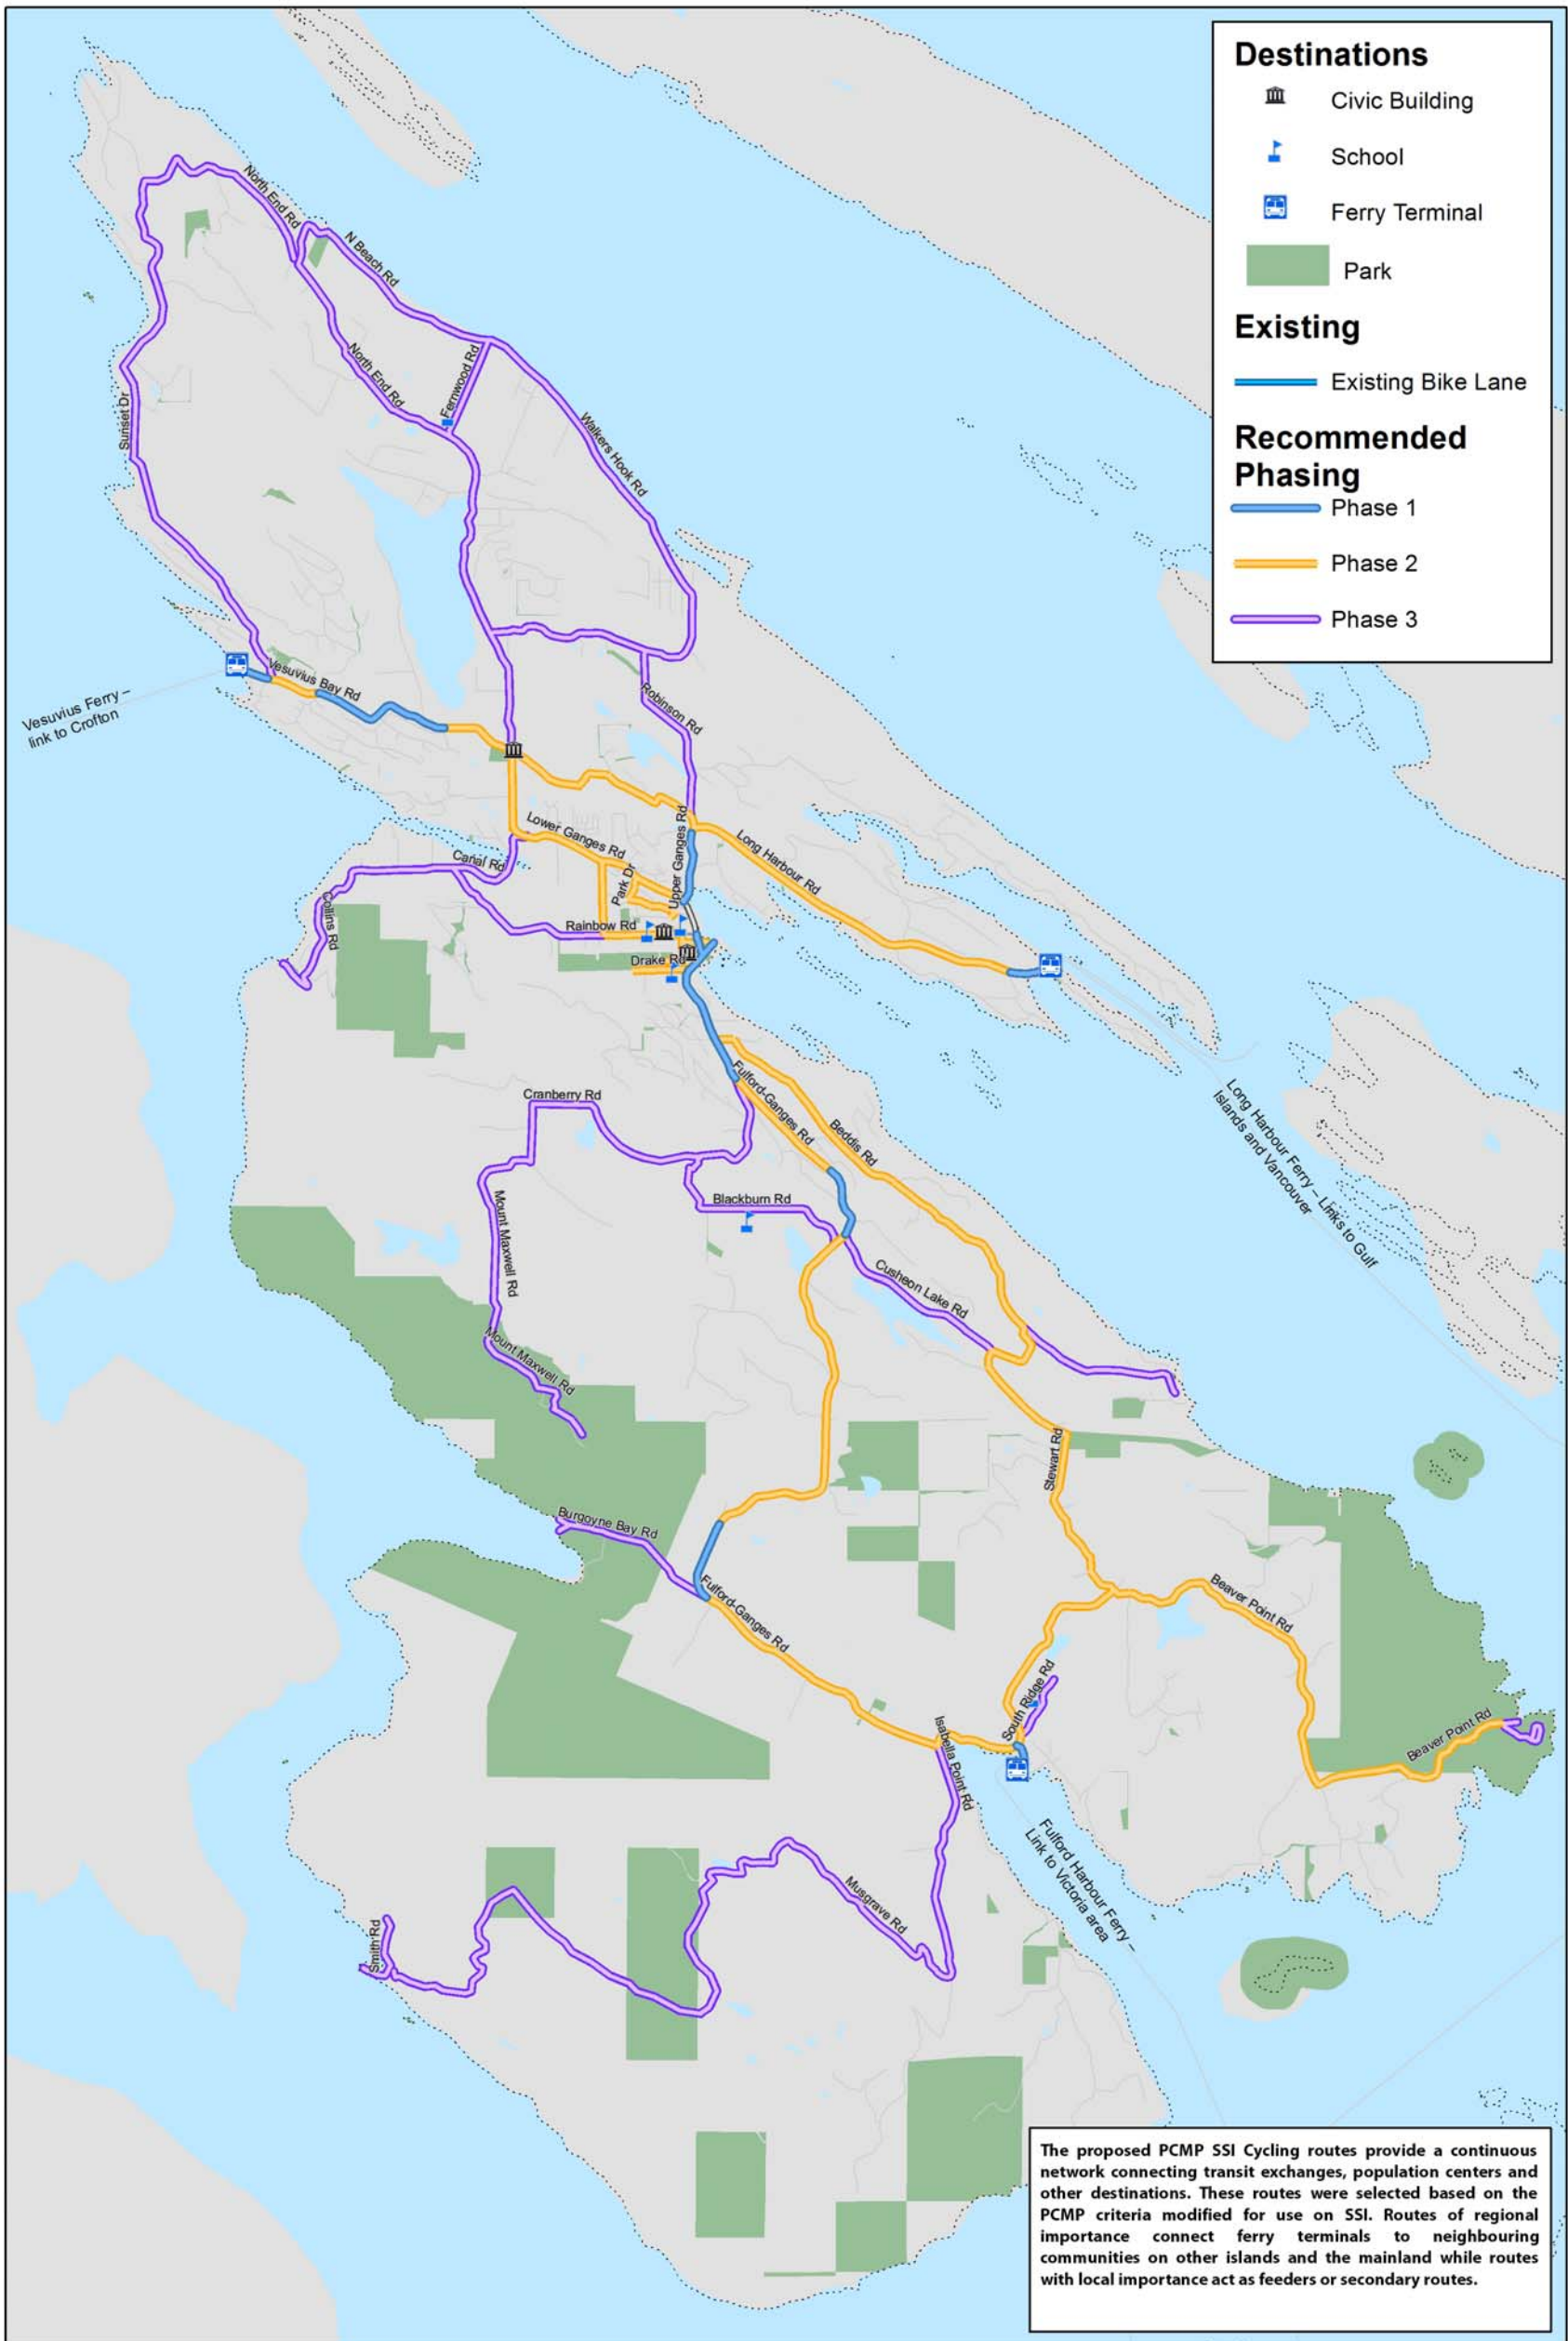 Destinations
Civic Building
School
Ferry Terminal
Park
Existing
Existing Bike Lane
Recommended
Phasing
Phase 1
Phase 2
Phase 3
North End Rd
N Beach Rd
North End Rd
Fernwood Rd
Sunset Dr
Walkers Hook Rd
Vesuvius Bay Rd
Vesuvius Ferry –
link to Crofton
Robinson Rd
Lower Ganges Rd
Upper Ganges Rd
Long Harbour Rd
Canal Rd
Park Dr
Collins Rd
Rainbow Rd
Drake Rd
Fulford-Ganges Rd
Cranberry Rd
Beddis Rd
Long Harbour Ferry – Links to Gulf
Islands and Vancouver
Blackburn Rd
Mount Maxwell Rd
Cusheon Lake Rd
Mount Maxwell Rd
Stewart Rd
Burgoyne Bay Rd
Fulford-Ganges Rd
Beaver Point Rd
South Ridge Rd
Isabella Point Rd
Beaver Point Rd
Fulford Harbour Ferry –
Link to Victoria area
Musgrave Rd
Smith Rd
The proposed PCMP SSI Cycling routes provide a continuous
network connecting transit exchanges, population centers and
other destinations. These routes were selected based on the
PCMP criteria modified for use on SSI. Routes of regional
importance connect ferry terminals to neighbouring
communities on other islands and the mainland while routes
with local importance act as feeders or secondary routes.